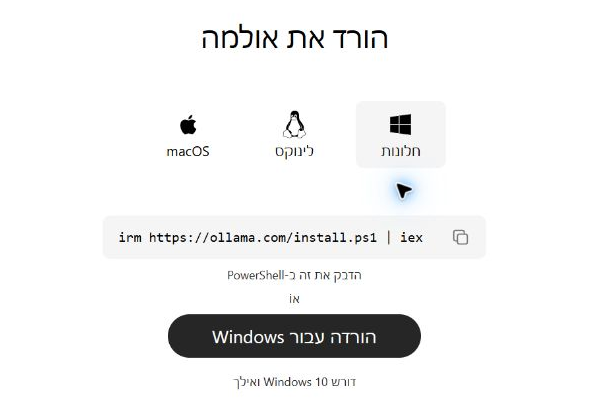 הורד את אולמה
חלונות
לינוקס
macOS
irm https://ollama.com/install.ps1 | iex
הדבק את זה ב-PowerShell
אוֹ
הורדה עבור Windows
דורש Windows 10 ואילך